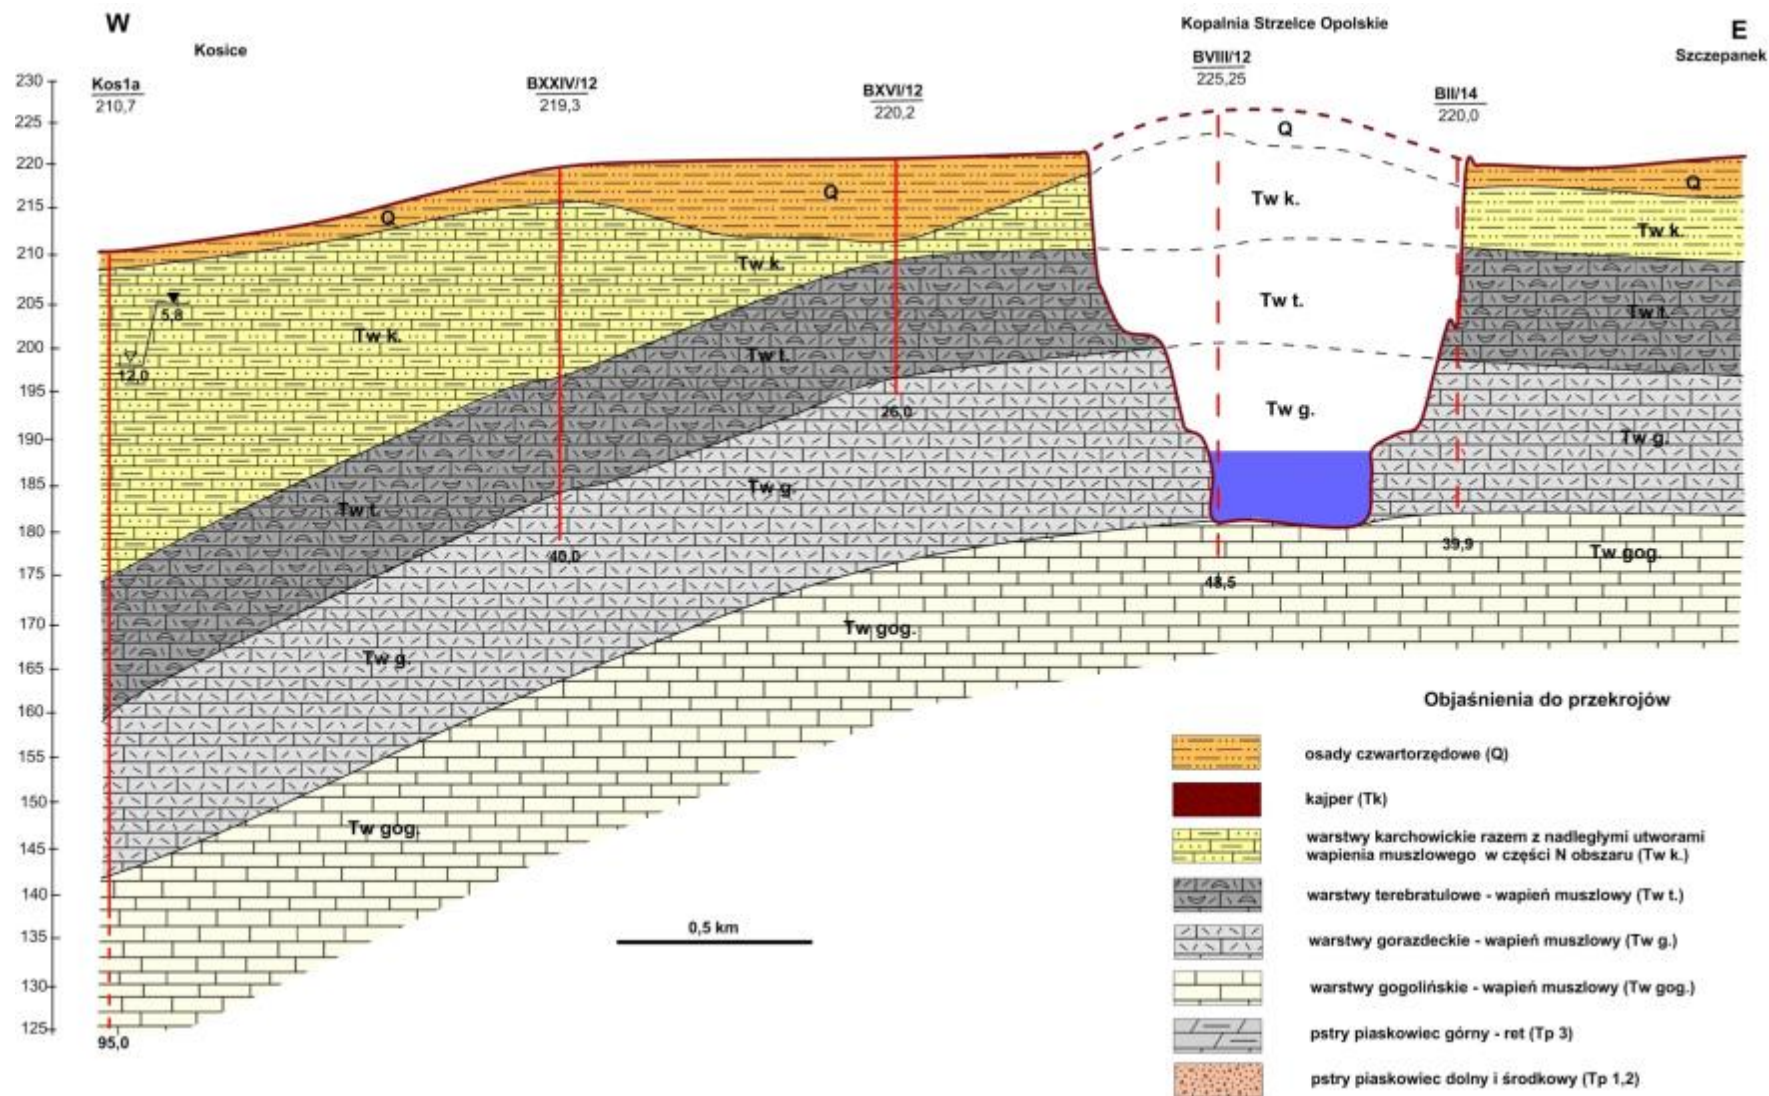 W
Kosice
Kopalnia Strzelce Opolskie
E
Szczepanek
Kos1a
210,7
BXXIV/12
219,3
BXVI/12
220,2
BVIII/12
225,25
BII/14
220,0
230
225
220
215
210
205
200
195
190
185
180
175
170
165
160
155
150
145
140
135
130
125
Q
Q
Q
Q
Tw k.
Tw k.
Tw k.
Tw k.
5,8
12,0
Tw t.
Tw t.
Tw t.
Tw t.
26,0
Tw g.
Tw g.
Tw g.
Tw g.
40,0
39,9
48,5
Tw gog.
Tw gog.
Tw gog.
95,0
0,5 km
Objaśnienia do przekrojów
osady czwartorzędowe (Q)
kajper (Tk)
warstwy karchowickie razem z nadległymi utworami
wapienia muszlowego w części N obszaru (Tw k.)
warstwy terebratulowe - wapień muszlowy (Tw t.)
warstwy gorazdeckie - wapień muszlowy (Tw g.)
warstwy gogolińskie - wapień muszlowy (Tw gog.)
pstry piaskowiec górny - ret (Tp 3)
pstry piaskowiec dolny i środkowy (Tp 1,2)